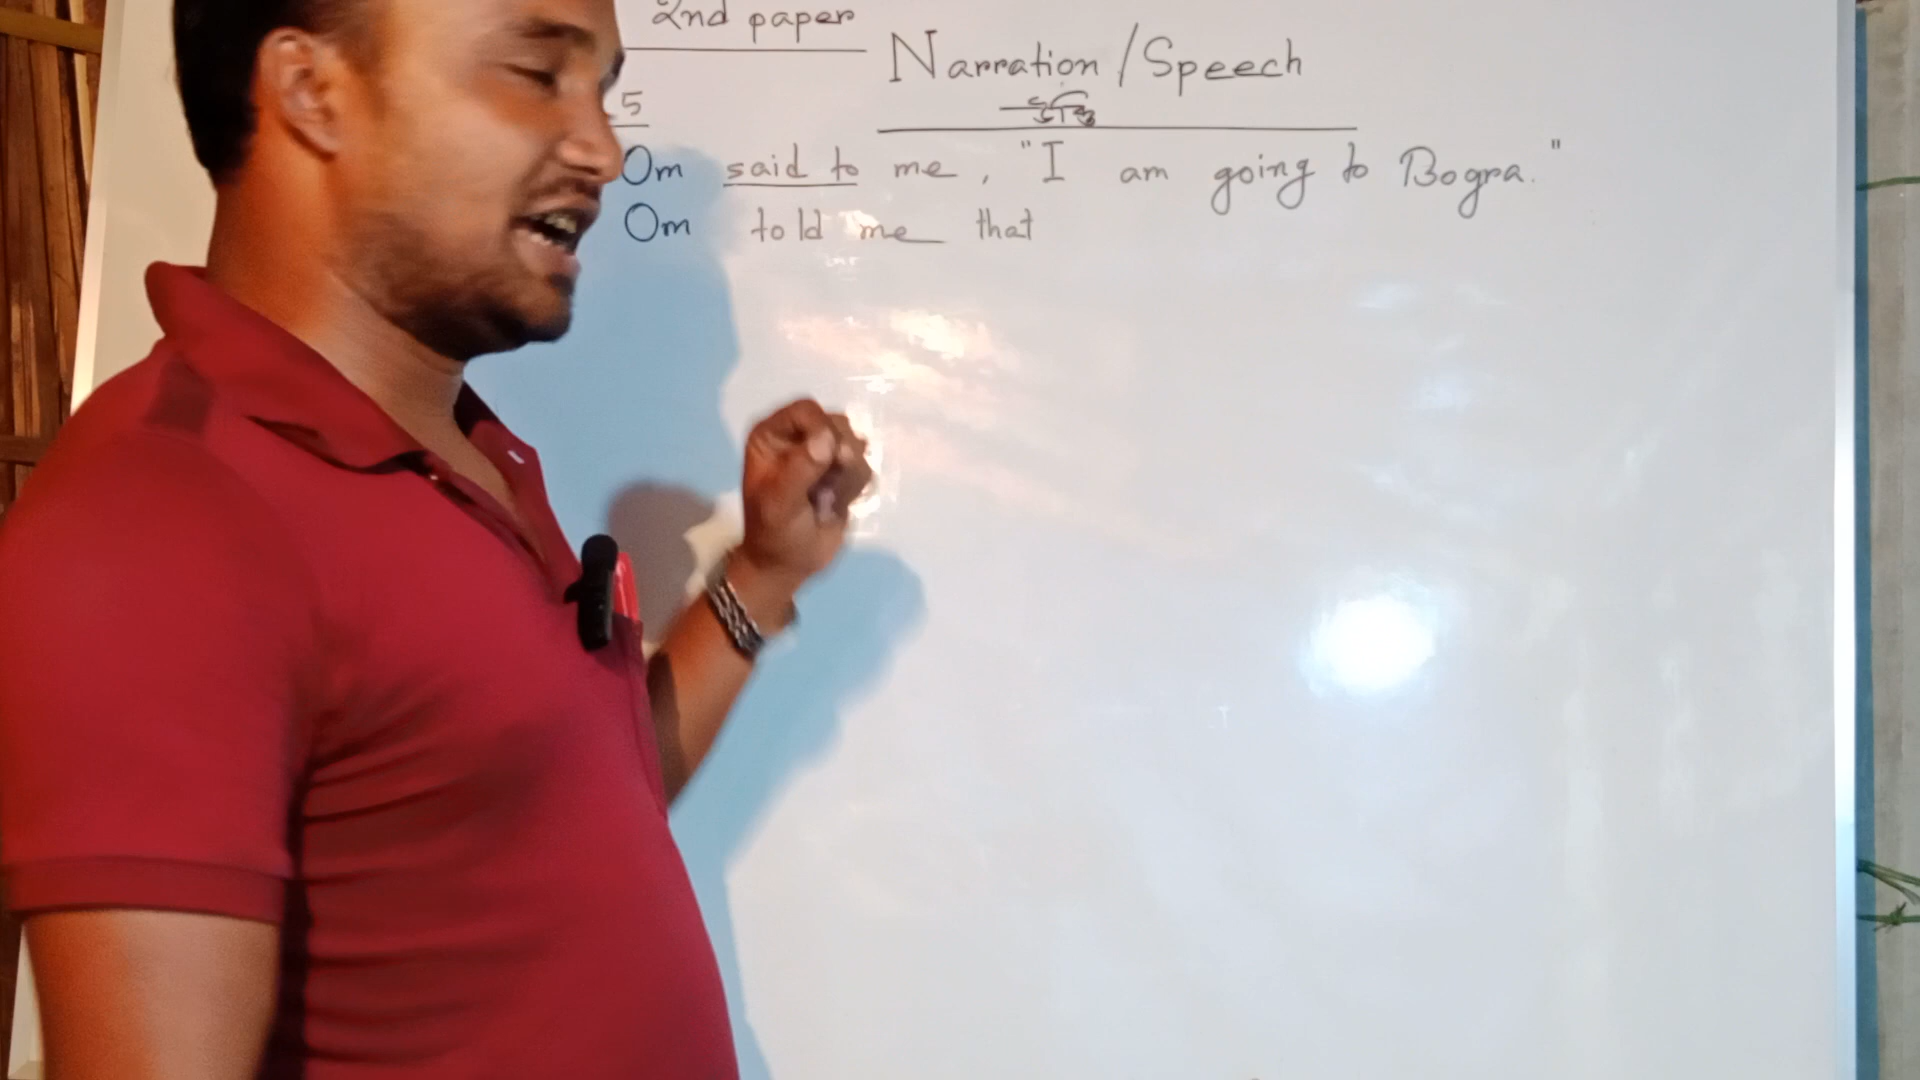 2nd paper
Narration / Speech
5
Om said to me, "I am going to Bogra."
Om told me that